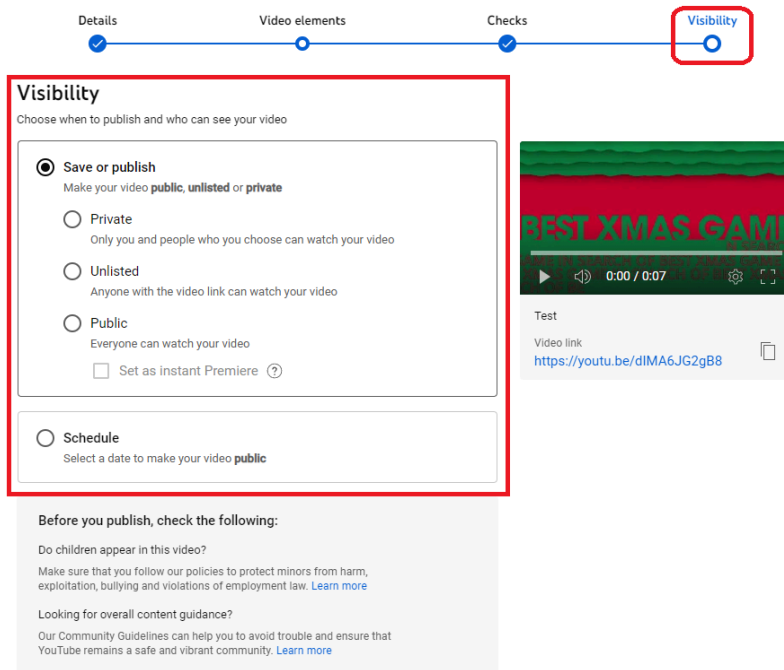 Details
Video elements
Checks
Visibility
Visibility
Choose when to publish and who can see your video
Save or publish
Make your video public, unlisted or private
Private
Only you and people who you choose can watch your video
Unlisted
Anyone with the video link can watch your video
Public
Everyone can watch your video
Set as instant Premiere ?
Schedule
Select a date to make your video public
BEST XMAS GAME
0:00 / 0:07
Test
Video link
https://youtu.be/dIMA6JG2gB8
Before you publish, check the following:
Do children appear in this video?
Make sure that you follow our policies to protect minors from harm,
exploitation, bullying and violations of employment law. Learn more
Looking for overall content guidance?
Our Community Guidelines can help you to avoid trouble and ensure that
YouTube remains a safe and vibrant community. Learn more